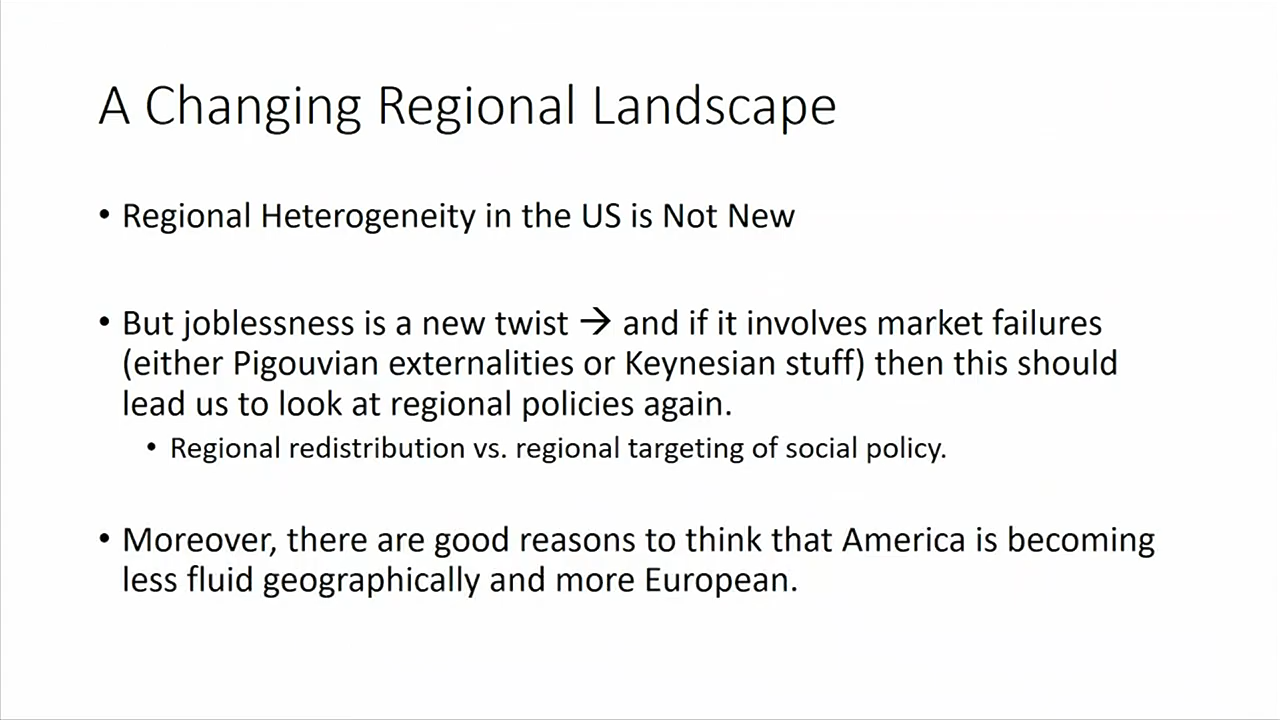 A Changing Regional Landscape
• Regional Heterogeneity in the US is Not New
• But joblessness is a new twist → and if it involves market failures
(either Pigouvian externalities or Keynesian stuff) then this should
lead us to look at regional policies again.
• Regional redistribution vs. regional targeting of social policy.
• Moreover, there are good reasons to think that America is becoming
less fluid geographically and more European.